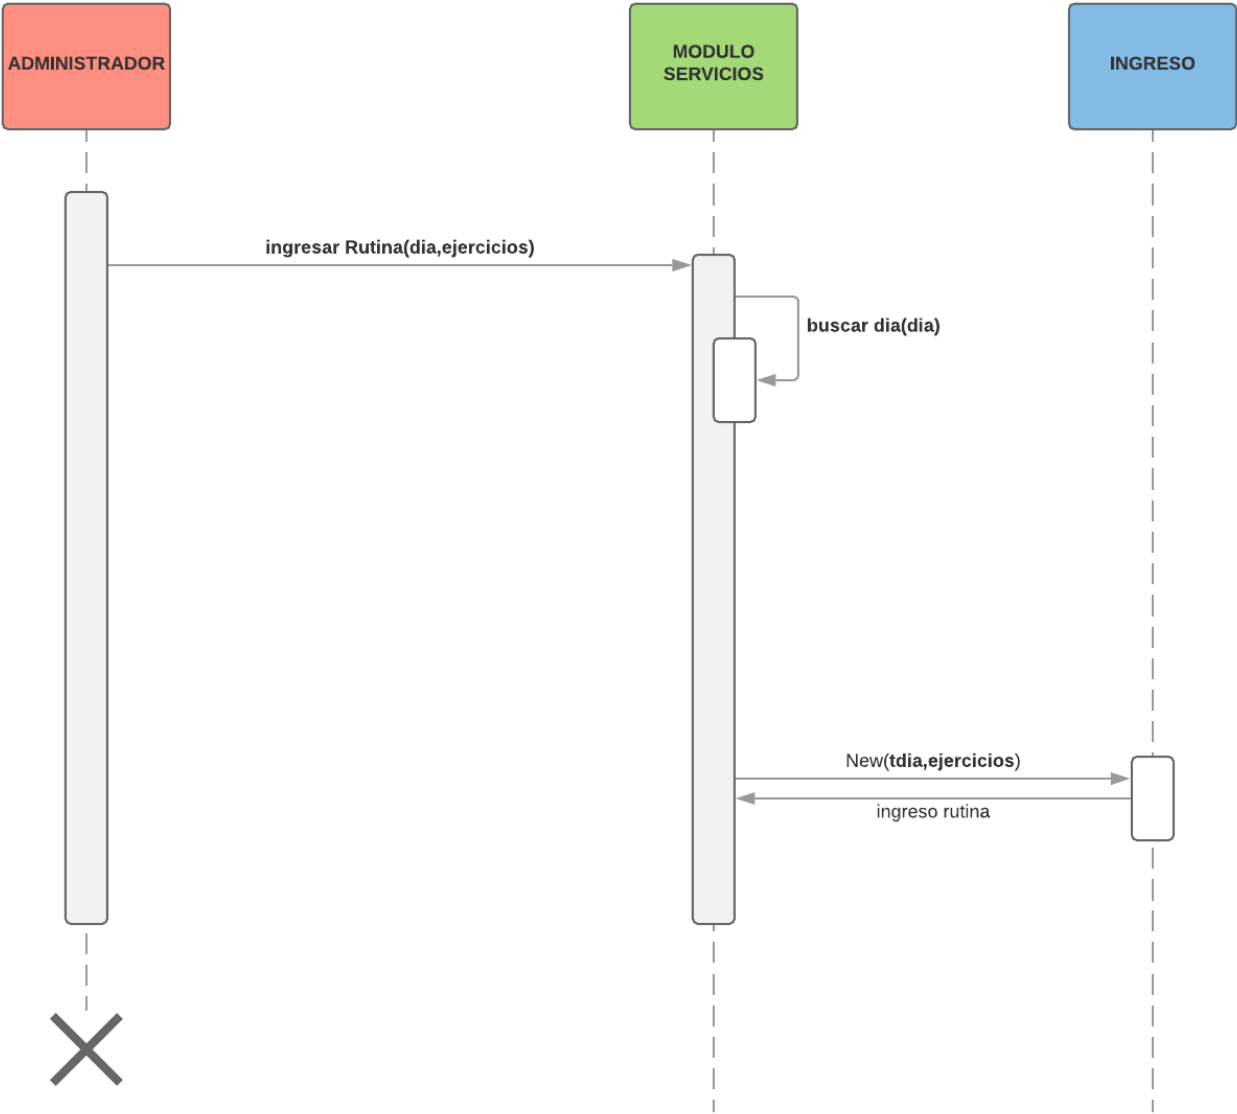 ADMINISTRADOR
MODULO
SERVICIOS
INGRESO
ingresar Rutina(dia,ejercicios)
buscar dia(dia)
New(tdia,ejercicios)
ingreso rutina